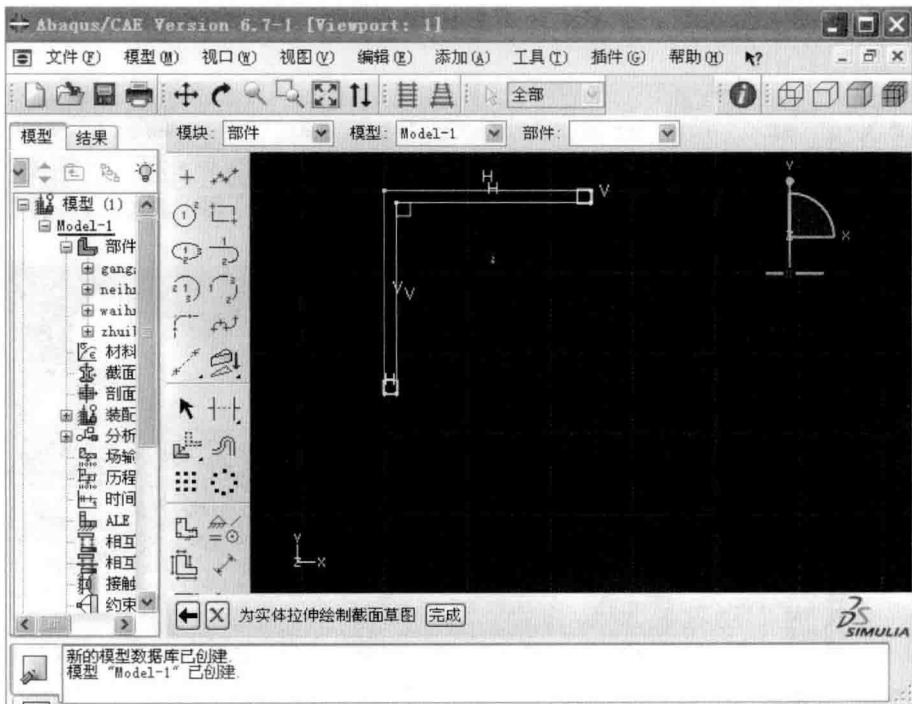 Abaqus/CAE Version 6.7-1 [Viewport: 1]
文件(F) 模型(M) 视口(W) 视图(V) 编辑(E) 添加(A) 工具(T) 插件(G) 帮助(H)
全部
模型 结果 模块: 部件 模型: Model-1 部件:
模型 (1)
Model-1
部件
gang
neihu
waihu
zhuil
材料
截面
剖面
装配
分析
场输
历程
时间
ALE
相互
相互
接触
约束
H
H
V
V
V
H
Y
Z X
Y
Z X
为实体拉伸绘制截面草图 完成
SIMULIA
新的模型数据库已创建.
模型 "Model-1" 已创建.